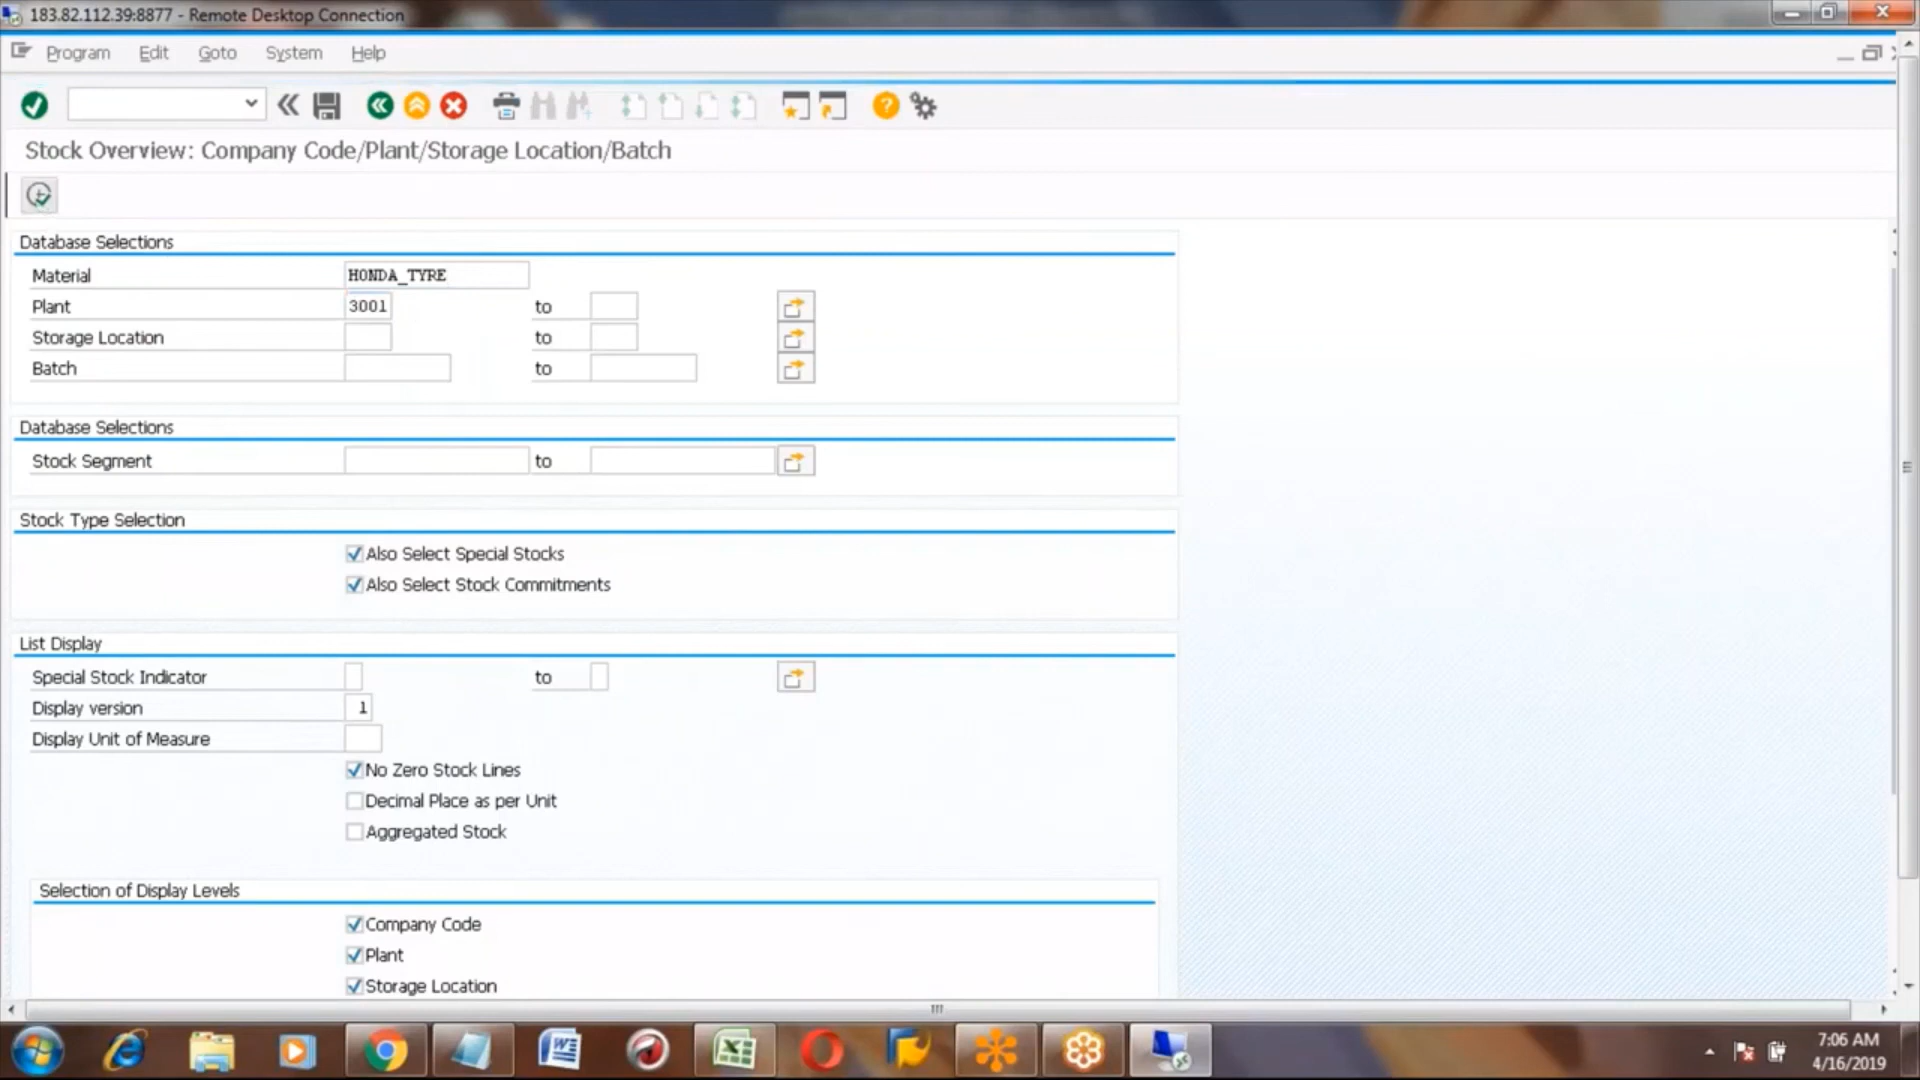 183.82.112.39:8877 - Remote Desktop Connection
Program Edit Goto System Help
Stock Overview: Company Code/Plant/Storage Location/Batch
Database Selections
Material HONDA_TYRE
Plant 3001 to
Storage Location to
Batch to
Database Selections
Stock Segment to
Stock Type Selection
Also Select Special Stocks
Also Select Stock Commitments
List Display
Special Stock Indicator to
Display version 1
Display Unit of Measure
No Zero Stock Lines
Decimal Place as per Unit
Aggregated Stock
Selection of Display Levels
Company Code
Plant
Storage Location
7:06 AM
4/16/2019